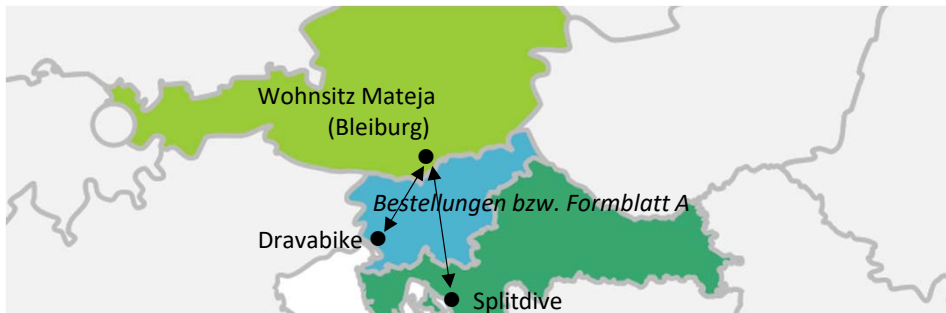 Wohnsitz Mateja
(Bleiburg)
Bestellungen bzw. Formblatt A
Dravabike
Splitdive